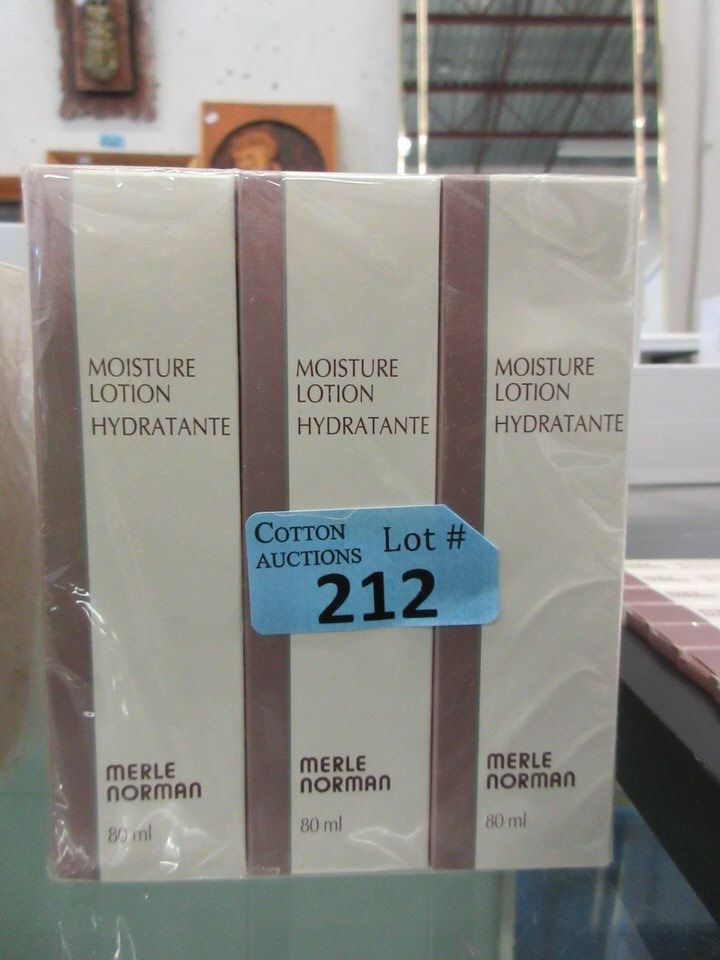 MOISTURE
LOTION
HYDRATANTE
MERLE
NORMAN
80 ml
MOISTURE
LOTION
HYDRATANTE
MERLE
NORMAN
80 ml
MOISTURE
LOTION
HYDRATANTE
MERLE
NORMAN
80 ml
COTTON
AUCTIONS
Lot #
212